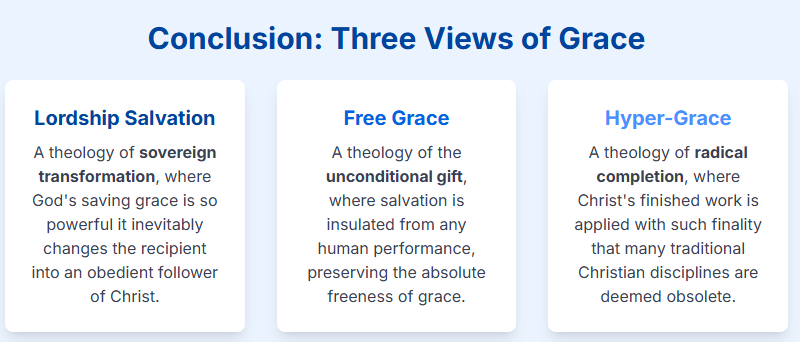 Conclusion: Three Views of Grace
Lordship Salvation
A theology of sovereign
transformation, where
God's saving grace is so
powerful it inevitably
changes the recipient
into an obedient follower
of Christ.
Free Grace
A theology of the
unconditional gift,
where salvation is
insulated from any
human performance,
preserving the absolute
freeness of grace.
Hyper-Grace
A theology of radical
completion, where
Christ's finished work is
applied with such finality
that many traditional
Christian disciplines are
deemed obsolete.